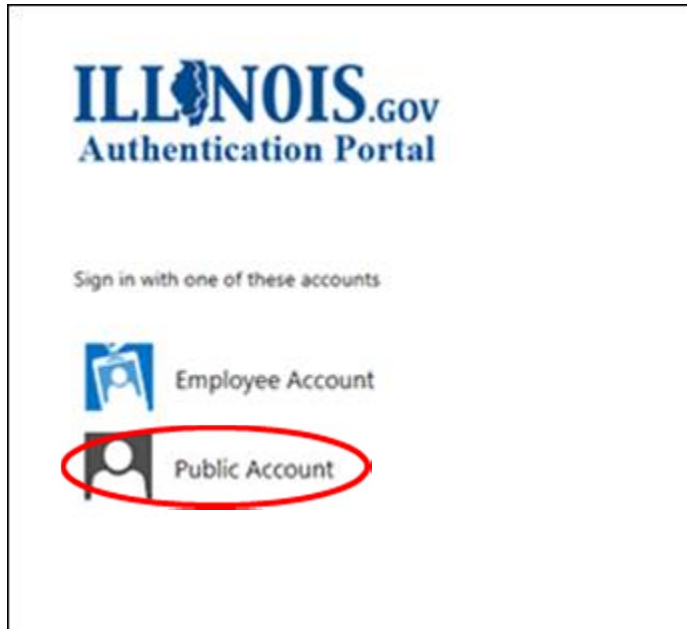 ILLINOIS.GOV
Authentication Portal
Sign in with one of these accounts
Employee Account
Public Account